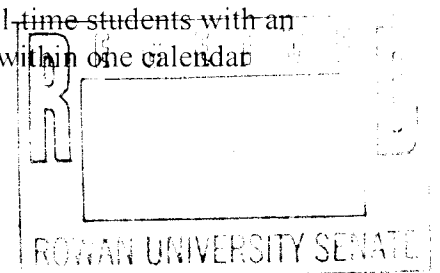 l-time students with an
within one calendar
ROWAN UNIVERSITY SENATE